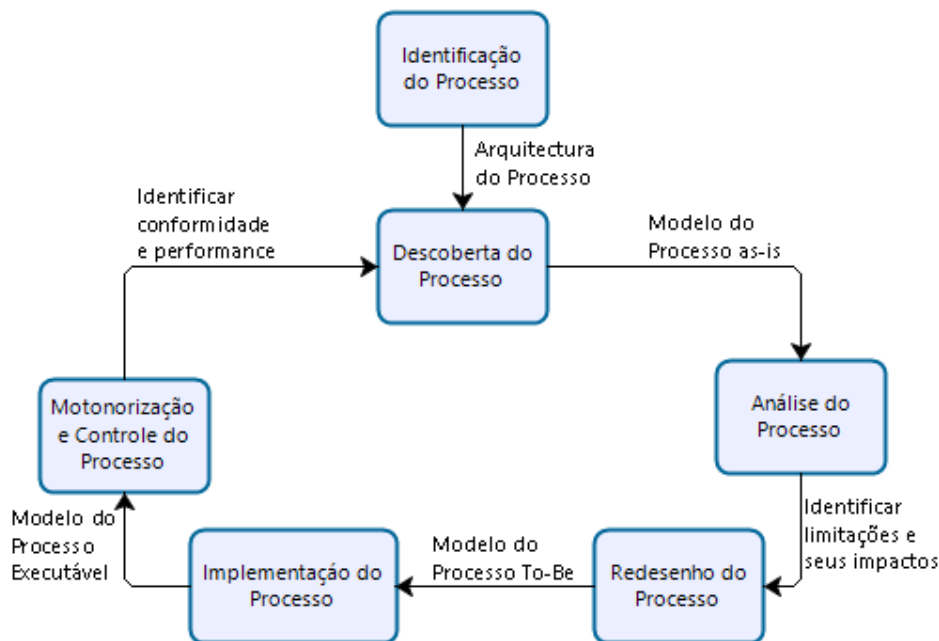 Identificação
do Processo
Arquitectura
do Processo
Identificar
conformidade
e performance
Descoberta do
Processo
Modelo do
Processo as-is
Análise do
Processo
Identificar
limitações e
seus impactos
Redesenho do
Processo
Modelo do
Processo To-Be
Implementação do
Processo
Modelo do
Processo
Executável
Motonorização
e Controle do
Processo